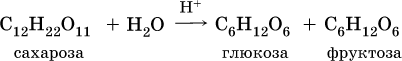 H⁺
C₁₂H₂₂O₁₁ + H₂O ⟶ C₆H₁₂O₆ + C₆H₁₂O₆
сахароза глюкоза фруктоза